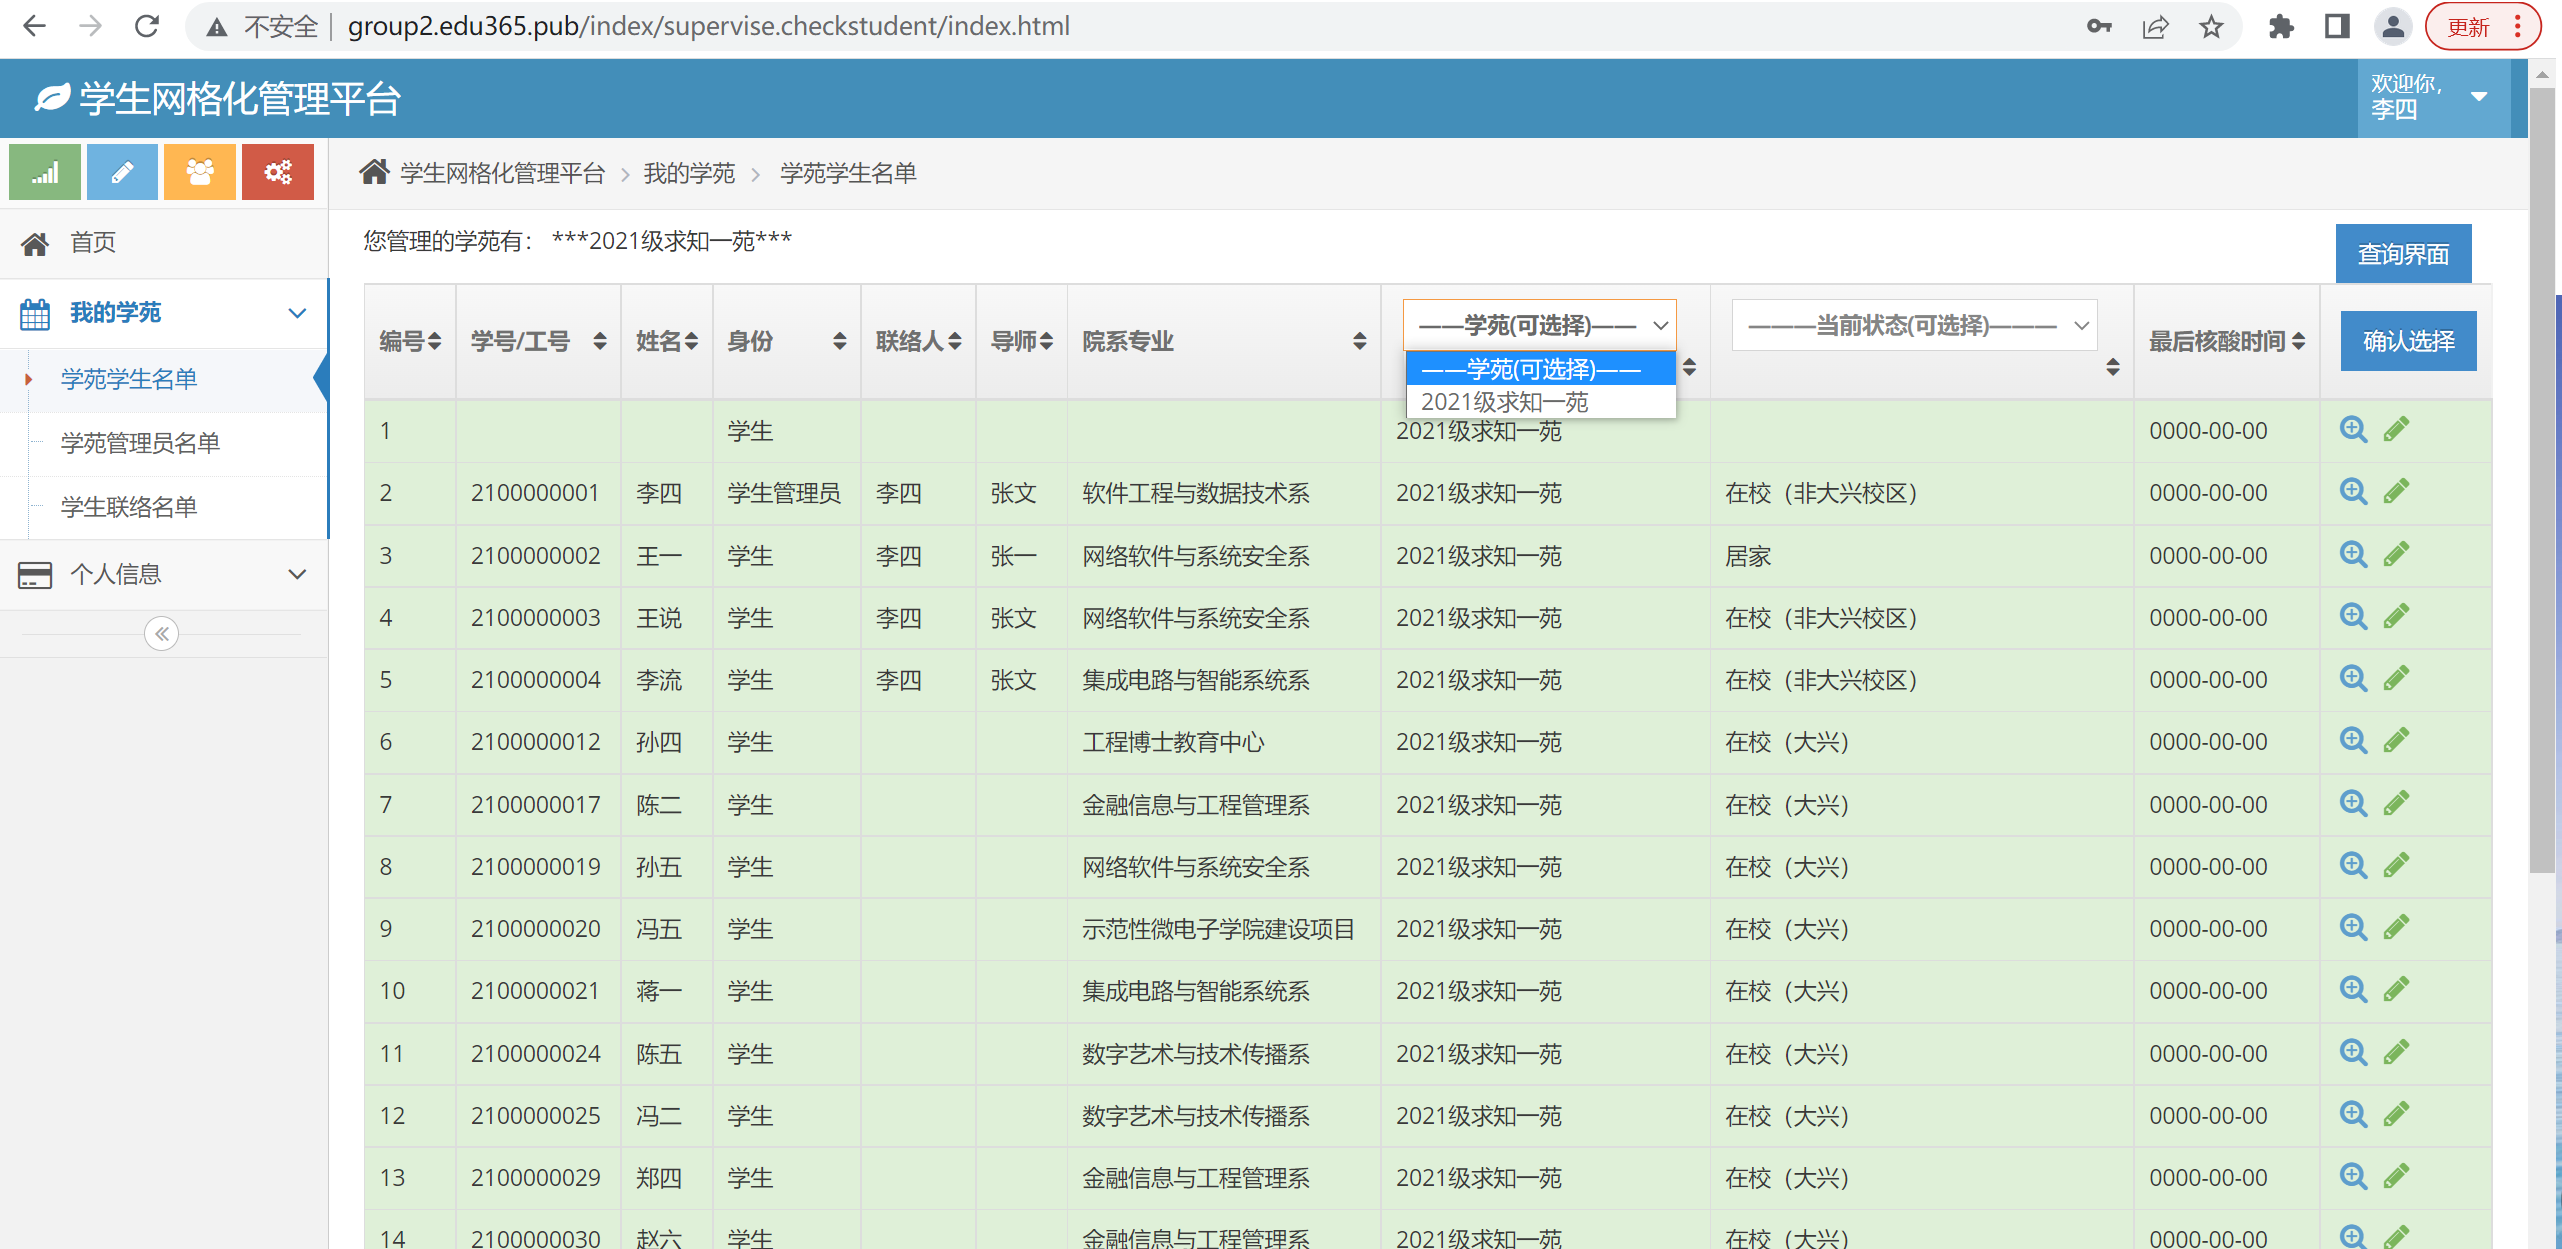 不安全 group2.edu365.pub/index/supervise.checkstudent/index.html 更新
学生网格化管理平台
欢迎你,
李四
学生网格化管理平台 我的学苑 学苑学生名单
首页
我的学苑
学苑学生名单
学苑管理员名单
学生联络名单
个人信息
您管理的学苑有： ***2021级求知一苑***
查询界面
编号 学号/工号 姓名 身份 联络人 导师 院系专业 ——学苑(可选择)—— ———当前状态(可选择)——— 最后核酸时间 确认选择
——学苑(可选择)——
2021级求知一苑
1 学生 2021级求知一苑 0000-00-00
2 2100000001 李四 学生管理员 李四 张文 软件工程与数据技术系 2021级求知一苑 在校（非大兴校区） 0000-00-00
3 2100000002 王一 学生 李四 张一 网络软件与系统安全系 2021级求知一苑 居家 0000-00-00
4 2100000003 王说 学生 李四 张文 网络软件与系统安全系 2021级求知一苑 在校（非大兴校区） 0000-00-00
5 2100000004 李流 学生 李四 张文 集成电路与智能系统系 2021级求知一苑 在校（非大兴校区） 0000-00-00
6 2100000012 孙四 学生 工程博士教育中心 2021级求知一苑 在校（大兴） 0000-00-00
7 2100000017 陈二 学生 金融信息与工程管理系 2021级求知一苑 在校（大兴） 0000-00-00
8 2100000019 孙五 学生 网络软件与系统安全系 2021级求知一苑 在校（大兴） 0000-00-00
9 2100000020 冯五 学生 示范性微电子学院建设项目 2021级求知一苑 在校（大兴） 0000-00-00
10 2100000021 蒋一 学生 集成电路与智能系统系 2021级求知一苑 在校（大兴） 0000-00-00
11 2100000024 陈五 学生 数字艺术与技术传播系 2021级求知一苑 在校（大兴） 0000-00-00
12 2100000025 冯二 学生 数字艺术与技术传播系 2021级求知一苑 在校（大兴） 0000-00-00
13 2100000029 郑四 学生 金融信息与工程管理系 2021级求知一苑 在校（大兴） 0000-00-00
14 2100000030 赵六 学生 金融信息与工程管理系 2021级求知一苑 在校（大兴） 0000-00-00